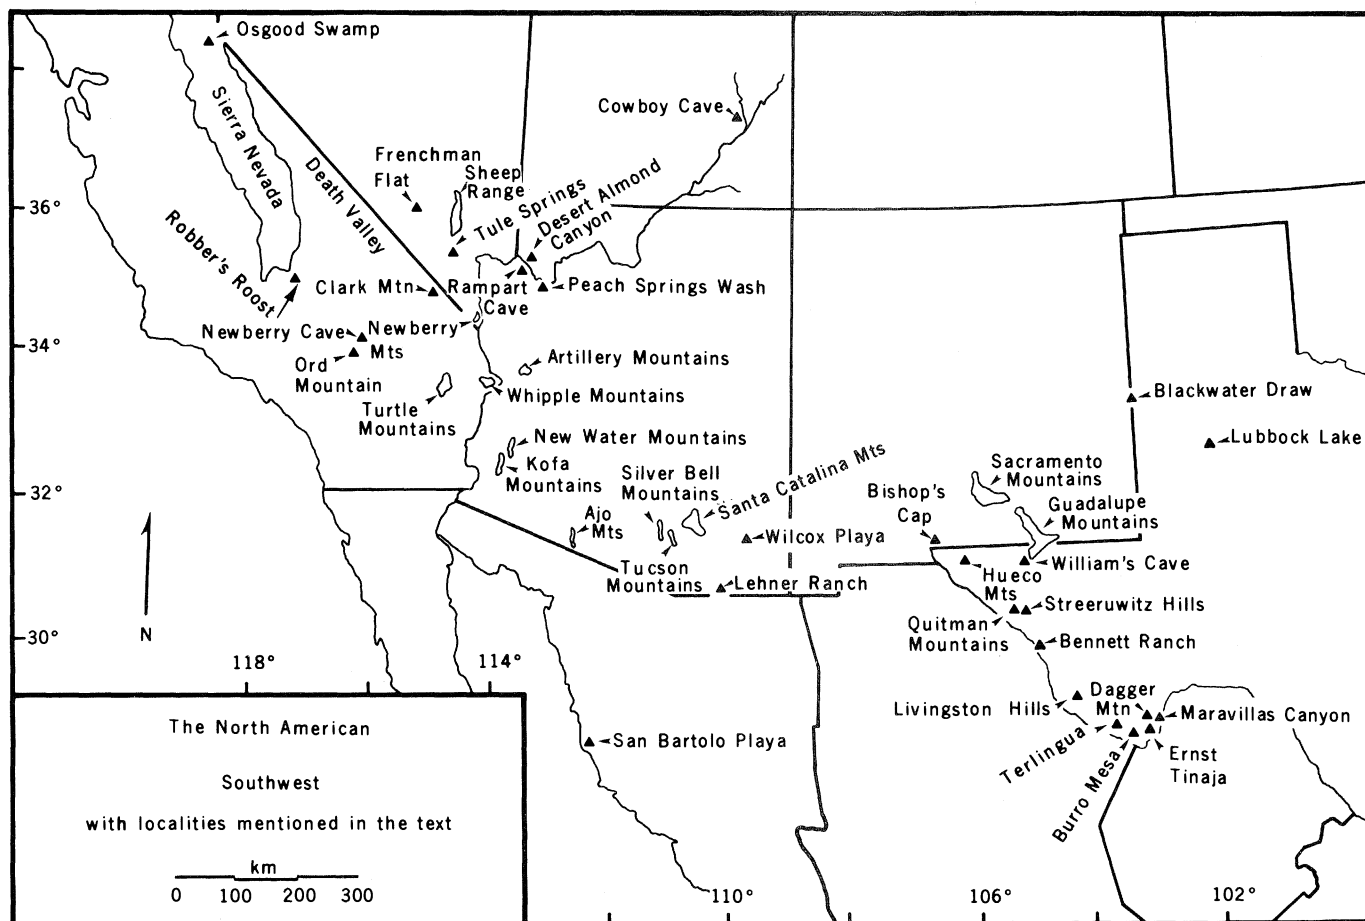 Osgood Swamp
Sierra Nevada
Death Valley
Cowboy Cave
Frenchman
Flat
Sheep
Range
Tule Springs
Desert Almond
Canyon
36°
Robber's Roost
Clark Mtn
Rampart
Cave
Peach Springs Wash
Newberry Cave
Newberry
Mts
34°
Ord
Mountain
Artillery Mountains
Turtle
Mountains
Whipple Mountains
Blackwater Draw
New Water Mountains
Lubbock Lake
Kofa
Mountains
Silver Bell
Mountains
Santa Catalina Mts
Bishop's
Cap
Sacramento
Mountains
Guadalupe
Mountains
32°
Ajo
Mts
Wilcox Playa
Tucson
Mountains
Lehner Ranch
Hueco
Mts
William's Cave
Streeruwitz Hills
Quitman
Mountains
Bennett Ranch
N
30°
118°
114°
Livingston Hills
Dagger
Mtn
Maravillas Canyon
Terlingua
Burro Mesa
Ernst
Tinaja
San Bartolo Playa
The North American
Southwest
with localities mentioned in the text
km
0 100 200 300
110°
106°
102°